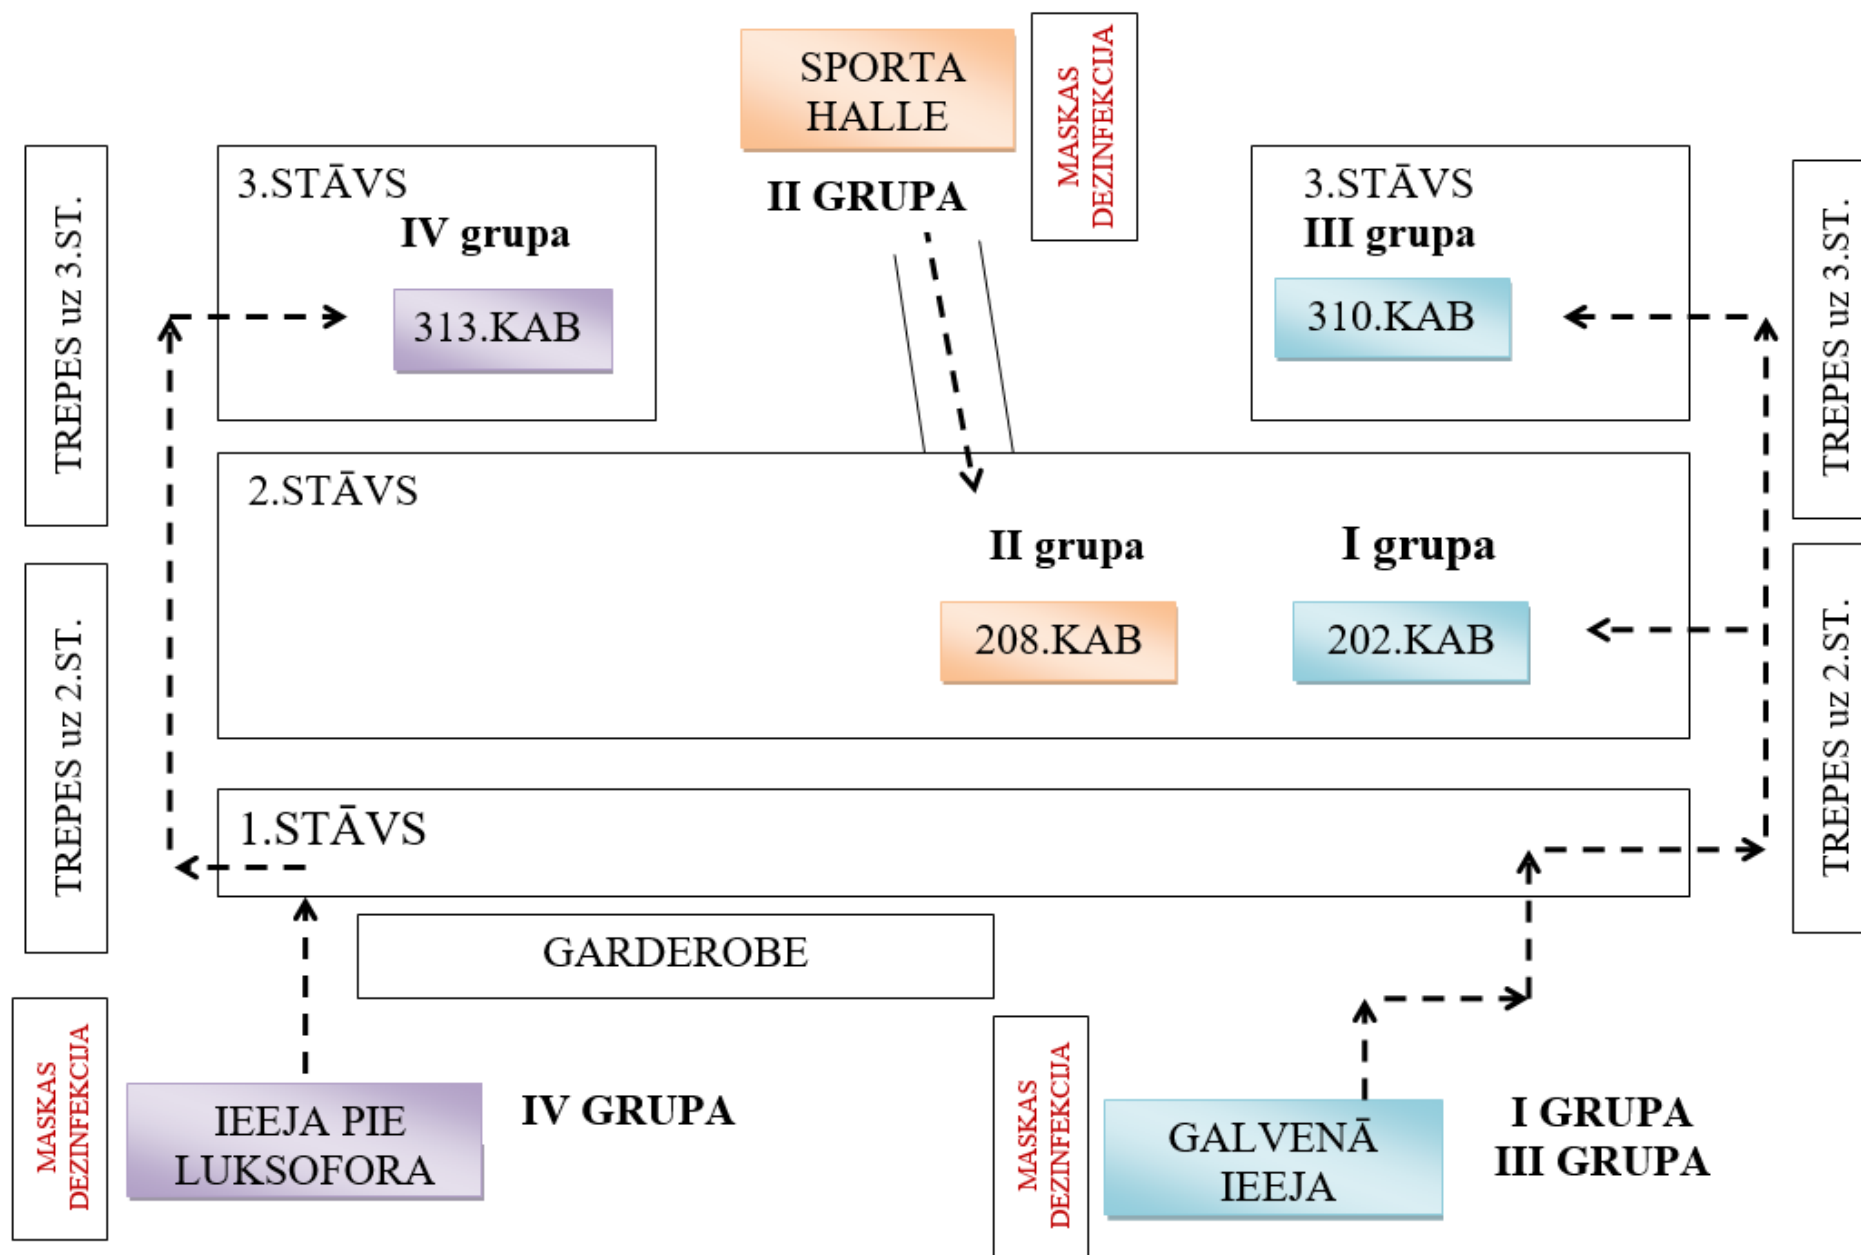 SPORTA
HALLE
MASKAS
DEZINFEKCIJA
II GRUPA
TREPES uz 3.ST.
3.STĀVS
IV grupa
313.KAB
3.STĀVS
III grupa
310.KAB
TREPES uz 3.ST.
2.STĀVS
II grupa
208.KAB
I grupa
202.KAB
TREPES uz 2.ST.
TREPES uz 2.ST.
1.STĀVS
GARDEROBE
MASKAS
DEZINFEKCIJA
IEEJA PIE
LUKSOFORA
IV GRUPA
MASKAS
DEZINFEKCIJA
GALVENĀ
IEEJA
I GRUPA
III GRUPA